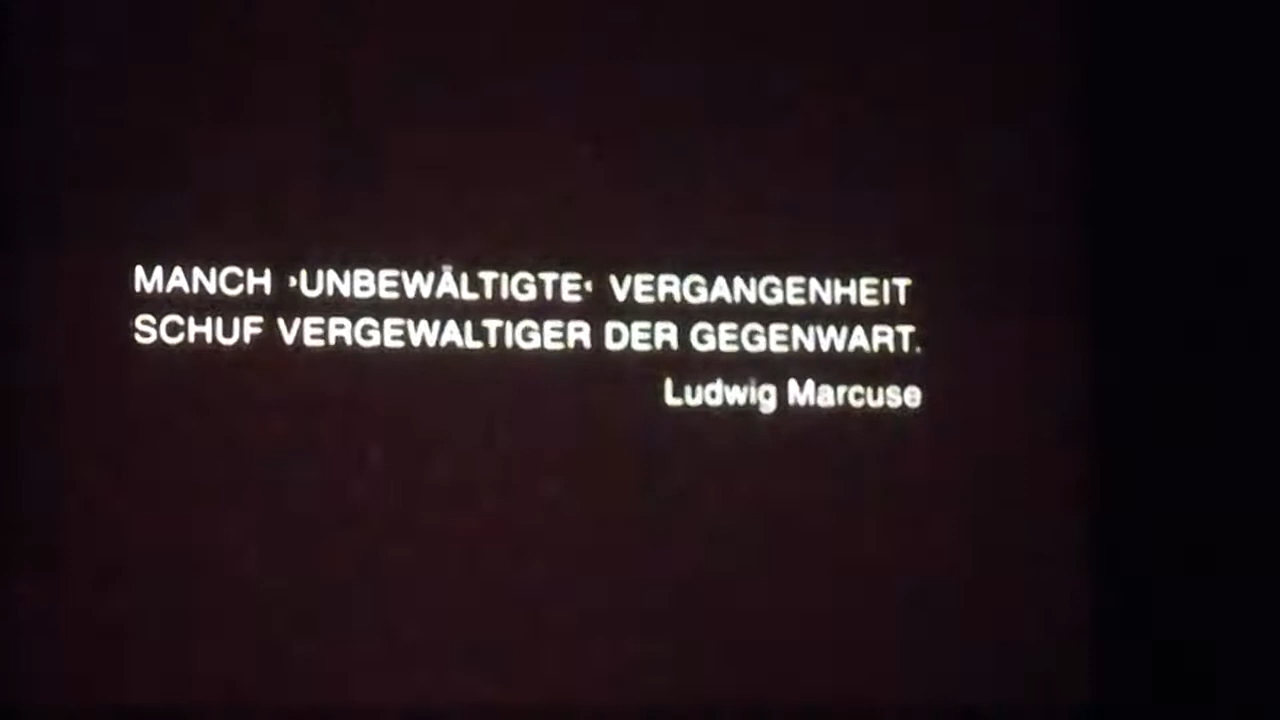 MANCH ›UNBEWÄLTIGTE‹ VERGANGENHEIT
SCHUF VERGEWALTIGER DER GEGENWART.
Ludwig Marcuse